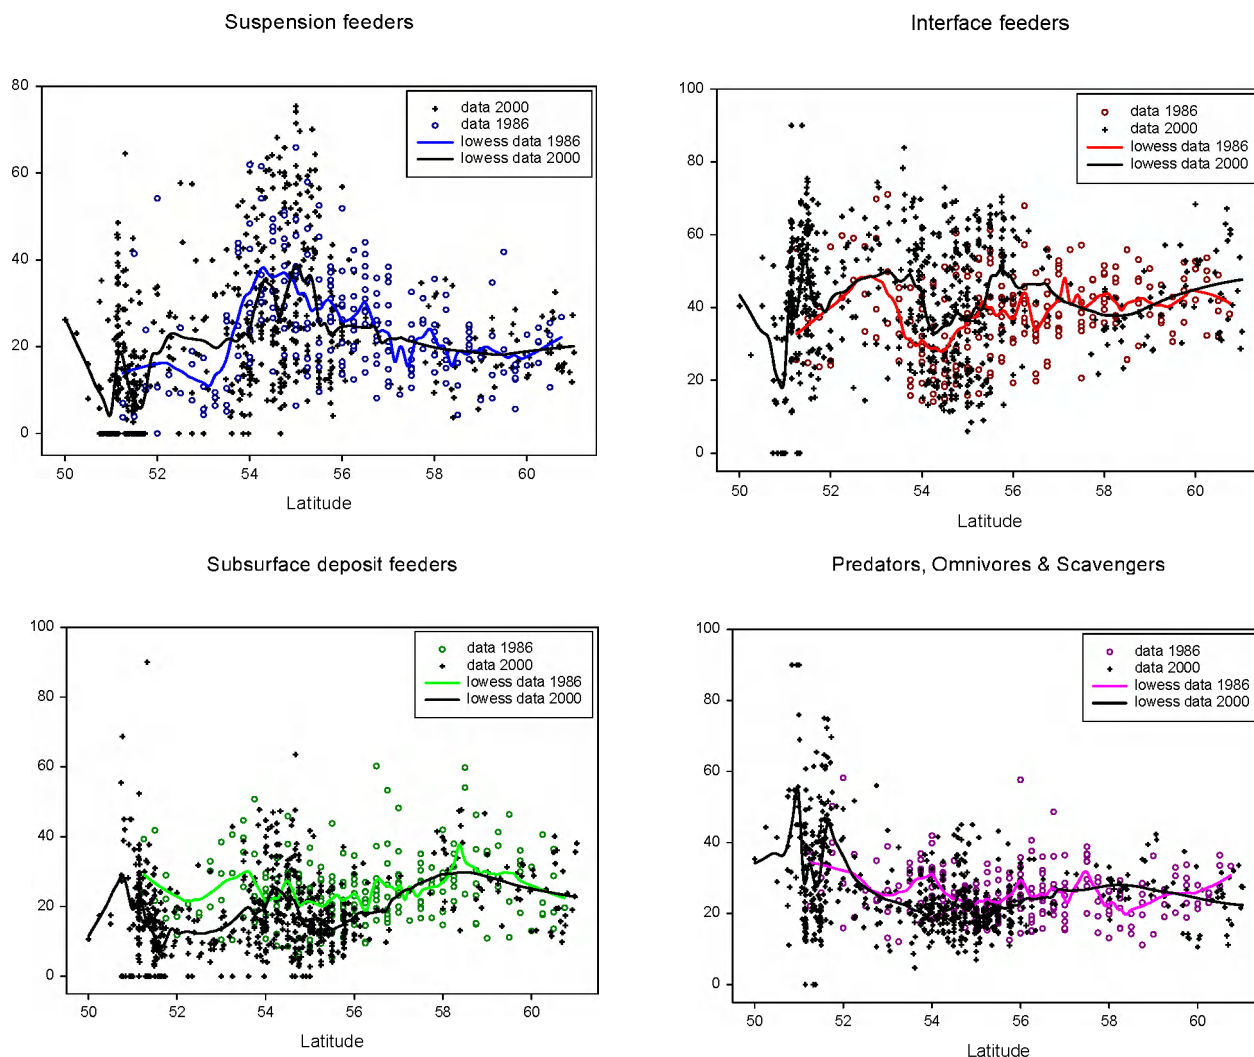 Suspension feeders
80
60
40
20
0
50 52 54 56 58 60
Latitude
data 2000
data 1986
lowess data 1986
lowess data 2000
Interface feeders
100
80
60
40
20
0
50 52 54 56 58 60
Latitude
data 1986
data 2000
lowess data 1986
lowess data 2000
Subsurface deposit feeders
100
80
60
40
20
0
50 52 54 56 58 60
Latitude
data 1986
data 2000
lowess data 1986
lowess data 2000
Predators, Omnivores & Scavengers
100
80
60
40
20
0
50 52 54 56 58 60
Latitude
data 1986
data 2000
lowess data 1986
lowess data 2000